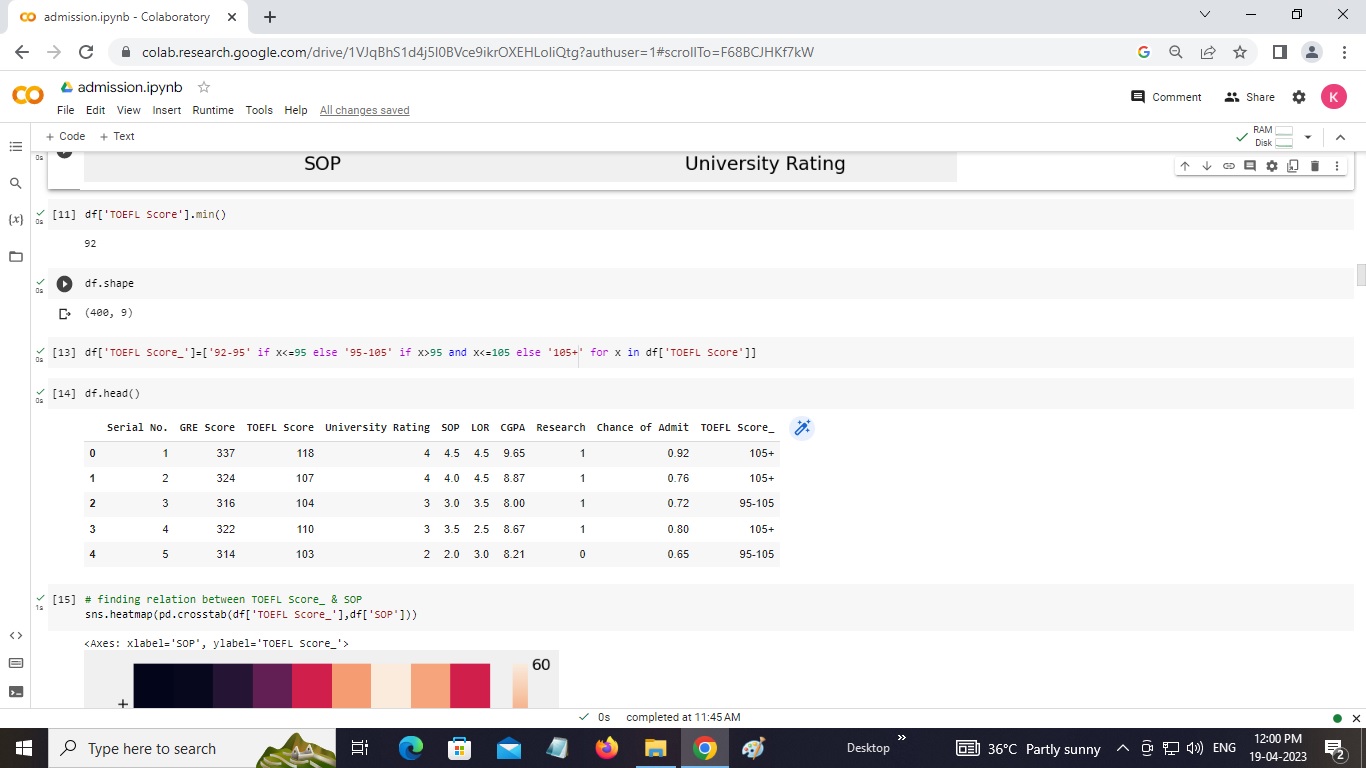 admission.ipynb - Colaboratory
colab.research.google.com/drive/1VJqBhS1d4j5I0BVce9ikrOXEHLoIiQtg?authuser=1#scrollTo=F68BCJHKf7kW
admission.ipynb
File Edit View Insert Runtime Tools Help All changes saved
Comment Share K
+ Code + Text
RAM
Disk
0s
SOP University Rating
0s [11] df['TOEFL Score'].min()
92
0s df.shape
(400, 9)
0s [13] df['TOEFL Score_']=['92-95' if x<=95 else '95-105' if x>95 and x<=105 else '105+' for x in df['TOEFL Score']]
0s [14] df.head()
Serial No. GRE Score TOEFL Score University Rating SOP LOR CGPA Research Chance of Admit TOEFL Score_
0 1 337 118 4 4.5 4.5 9.65 1 0.92 105+
1 2 324 107 4 4.0 4.5 8.87 1 0.76 105+
2 3 316 104 3 3.0 3.5 8.00 1 0.72 95-105
3 4 322 110 3 3.5 2.5 8.67 1 0.80 105+
4 5 314 103 2 2.0 3.0 8.21 0 0.65 95-105
1s [15] # finding relation between TOEFL Score_ & SOP
sns.heatmap(pd.crosstab(df['TOEFL Score_'],df['SOP']))
<Axes: xlabel='SOP', ylabel='TOEFL Score_'>
60
+
0s completed at 11:45 AM
Type here to search
Desktop
36°C Partly sunny
ENG
12:00 PM
19-04-2023
2